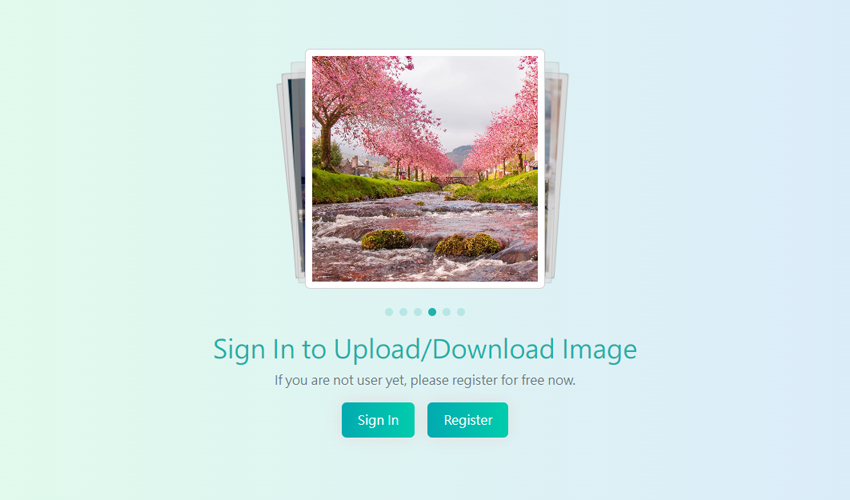 Sign In to Upload/Download Image
If you are not user yet, please register for free now.
Sign In
Register